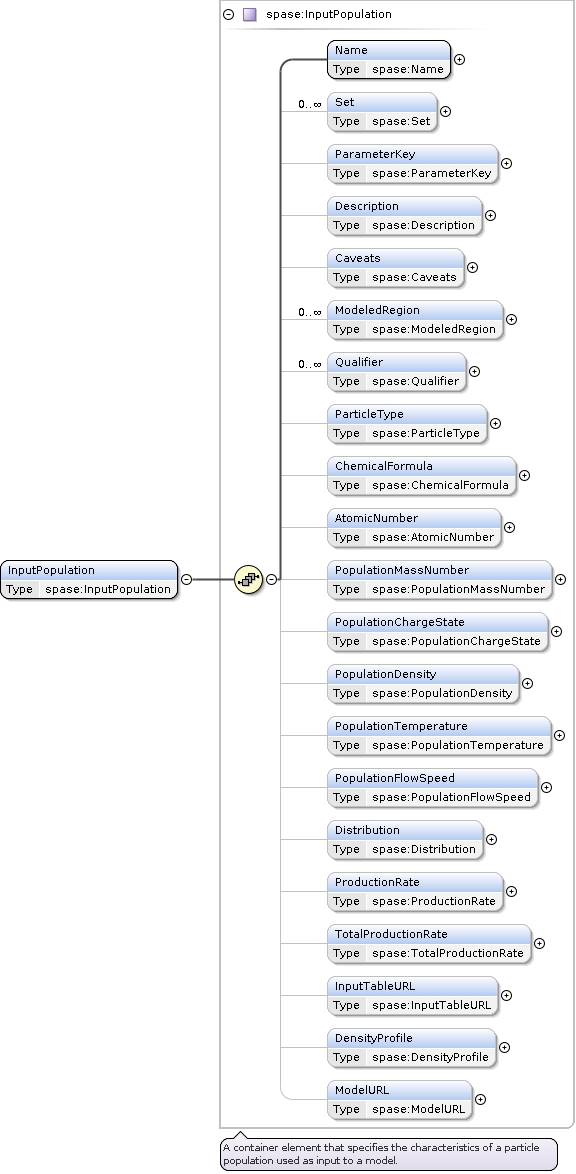 spase:InputPopulation
Name
Type spase:Name
0..∞
Set
Type spase:Set
ParameterKey
Type spase:ParameterKey
Description
Type spase:Description
Caveats
Type spase:Caveats
0..∞
ModeledRegion
Type spase:ModeledRegion
0..∞
Qualifier
Type spase:Qualifier
ParticleType
Type spase:ParticleType
ChemicalFormula
Type spase:ChemicalFormula
AtomicNumber
Type spase:AtomicNumber
InputPopulation
Type spase:InputPopulation
PopulationMassNumber
Type spase:PopulationMassNumber
PopulationChargeState
Type spase:PopulationChargeState
PopulationDensity
Type spase:PopulationDensity
PopulationTemperature
Type spase:PopulationTemperature
PopulationFlowSpeed
Type spase:PopulationFlowSpeed
Distribution
Type spase:Distribution
ProductionRate
Type spase:ProductionRate
TotalProductionRate
Type spase:TotalProductionRate
InputTableURL
Type spase:InputTableURL
DensityProfile
Type spase:DensityProfile
ModelURL
Type spase:ModelURL
A container element that specifies the characteristics of a particle
population used as input to a model.